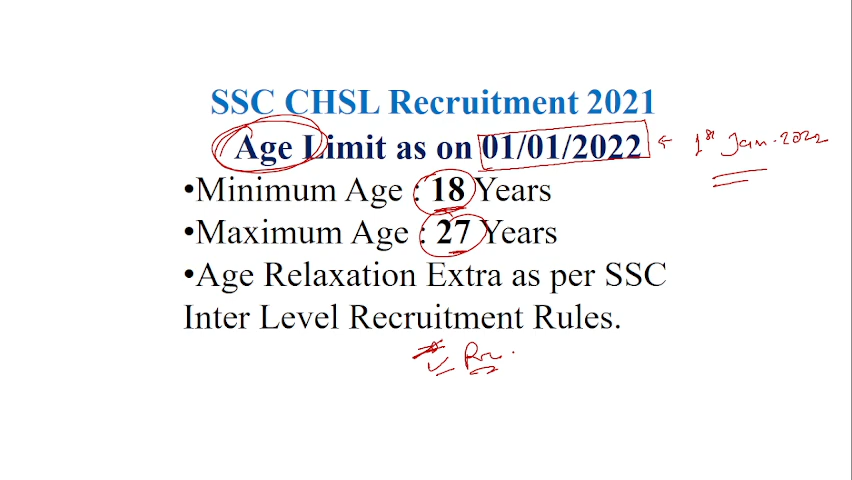 SSC CHSL Recruitment 2021
Age Limit as on 01/01/2022
1st Jan. 2022
•Minimum Age : 18 Years
•Maximum Age : 27 Years
•Age Relaxation Extra as per SSC
Inter Level Recruitment Rules.